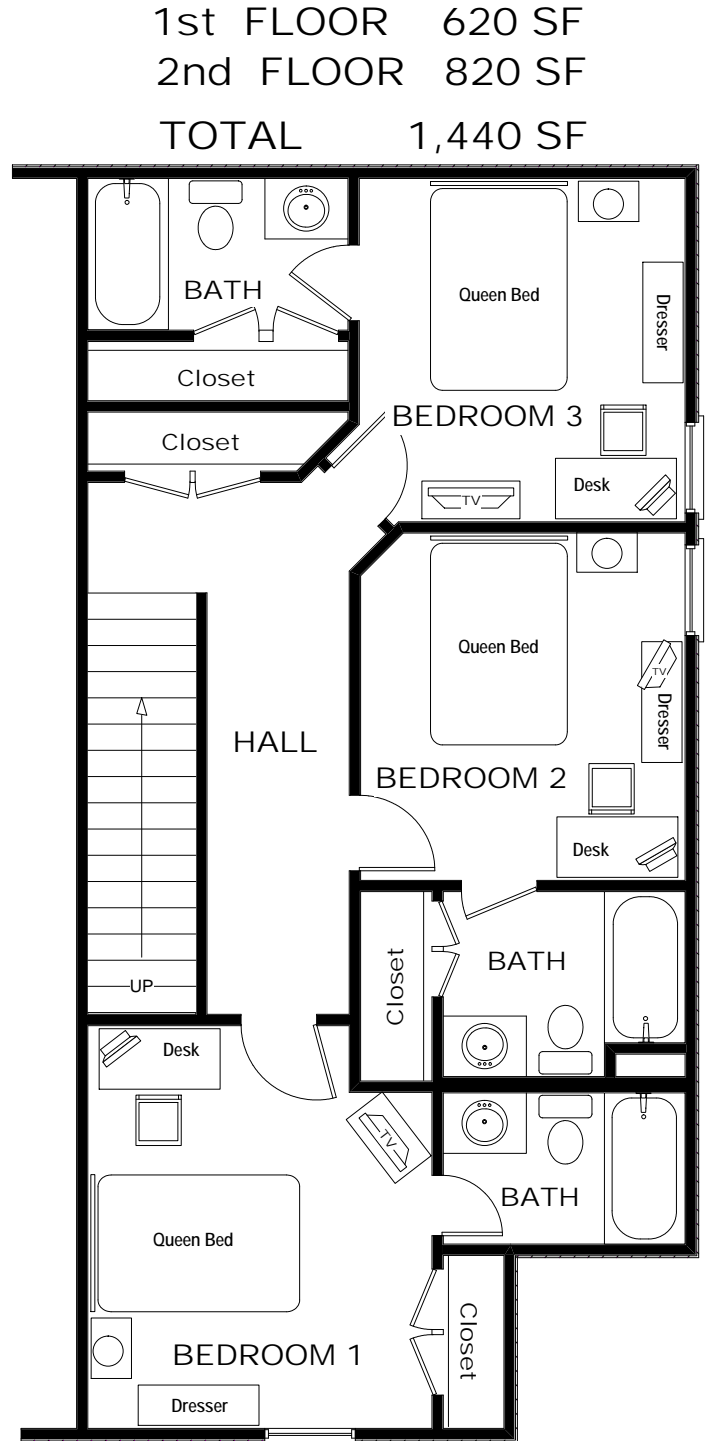 1st FLOOR 620 SF
2nd FLOOR 820 SF
TOTAL 1,440 SF
BATH
Queen Bed
Dresser
Closet
BEDROOM 3
Closet
TV
Desk
Queen Bed
TV
Dresser
HALL
BEDROOM 2
Desk
Closet
BATH
UP
Desk
TV
BATH
Queen Bed
Closet
BEDROOM 1
Dresser